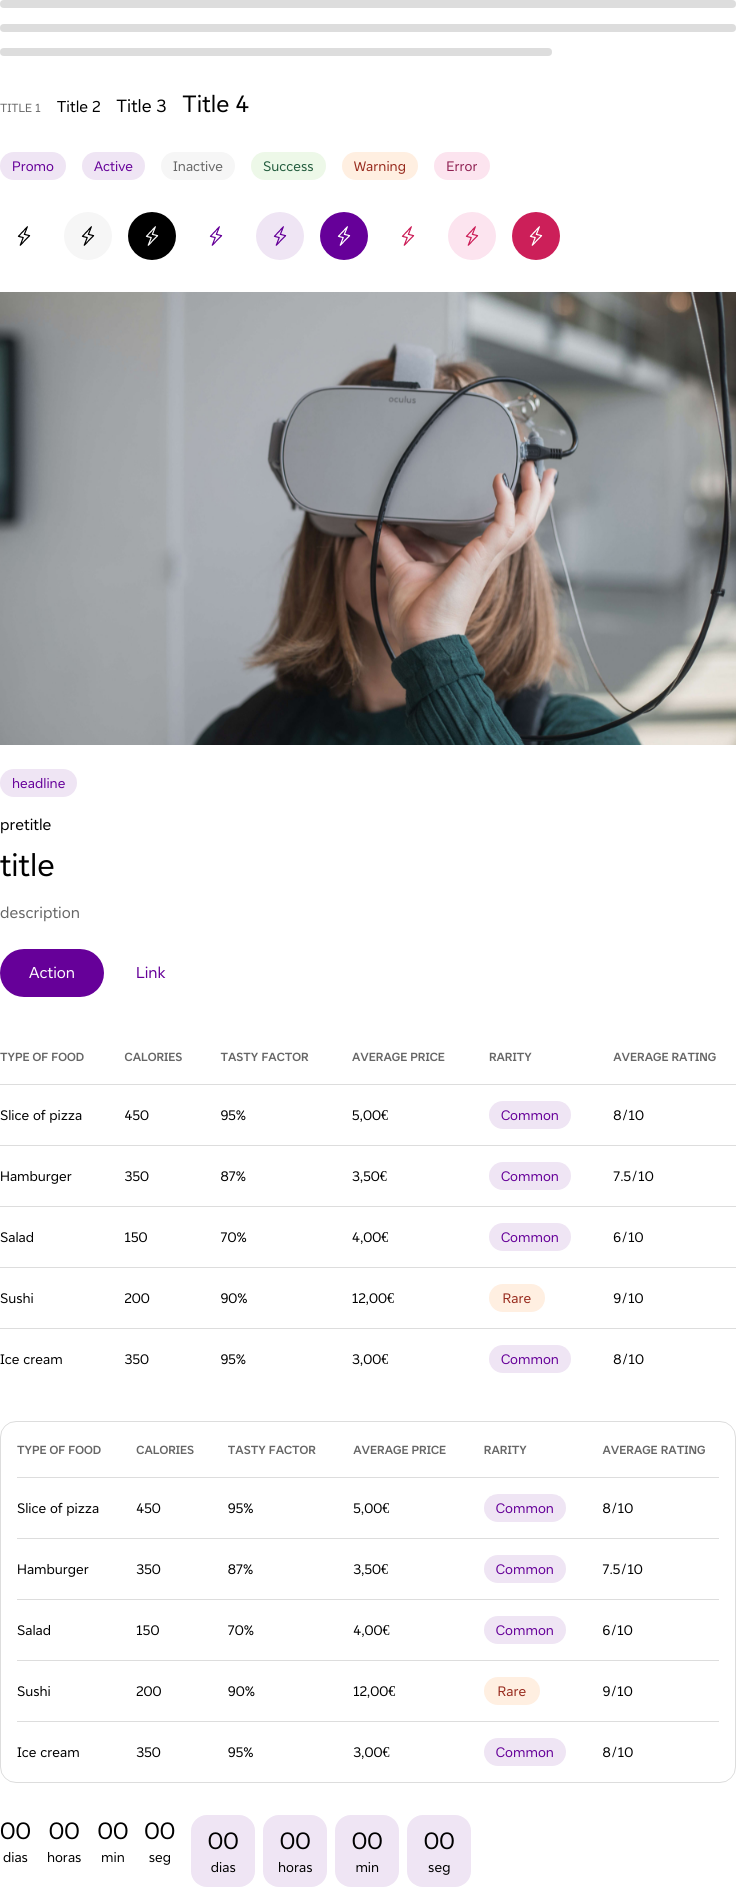 TITLE 1 Title 2 Title 3 Title 4
Promo Active Inactive Success Warning Error
oculus
headline
pretitle
title
description
Action Link
TYPE OF FOOD CALORIES TASTY FACTOR AVERAGE PRICE RARITY AVERAGE RATING
Slice of pizza 450 95% 5,00€ Common 8/10
Hamburger 350 87% 3,50€ Common 7.5/10
Salad 150 70% 4,00€ Common 6/10
Sushi 200 90% 12,00€ Rare 9/10
Ice cream 350 95% 3,00€ Common 8/10
TYPE OF FOOD CALORIES TASTY FACTOR AVERAGE PRICE RARITY AVERAGE RATING
Slice of pizza 450 95% 5,00€ Common 8/10
Hamburger 350 87% 3,50€ Common 7.5/10
Salad 150 70% 4,00€ Common 6/10
Sushi 200 90% 12,00€ Rare 9/10
Ice cream 350 95% 3,00€ Common 8/10
00 00 00 00 00 00 00 00
dias horas min seg dias horas min seg